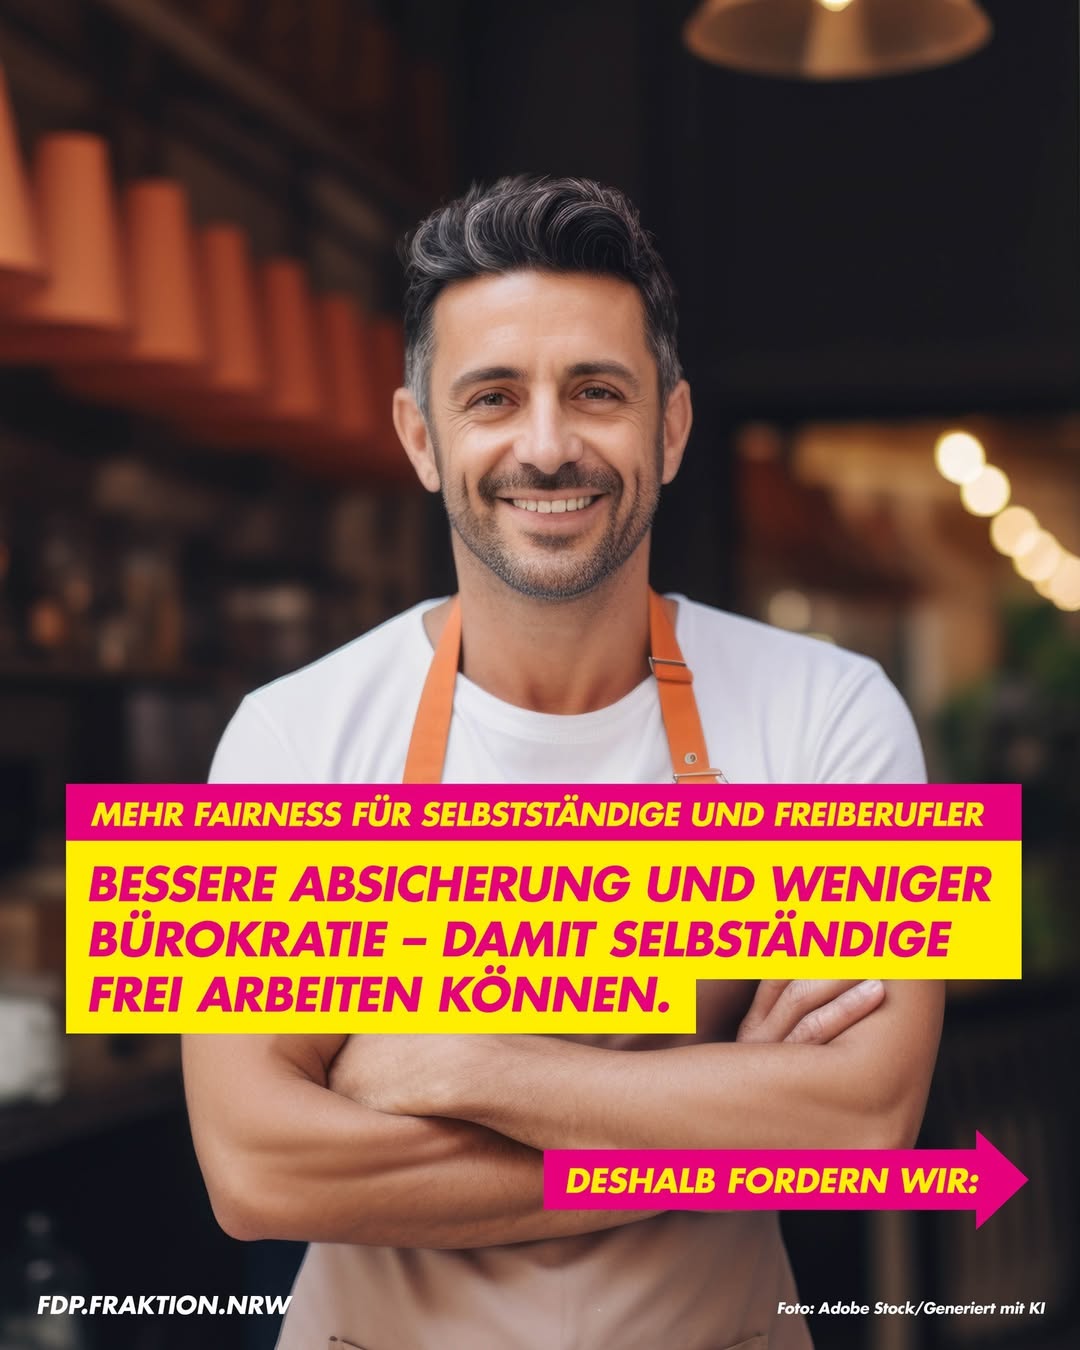 MEHR FAIRNESS FÜR SELBSTSTÄNDIGE UND FREIBERUFLER
BESSERE ABSICHERUNG UND WENIGER
BÜROKRATIE – DAMIT SELBSTÄNDIGE
FREI ARBEITEN KÖNNEN.
DESHALB FORDERN WIR:
FDP.FRAKTION.NRW
Foto: Adobe Stock/Generiert mit KI